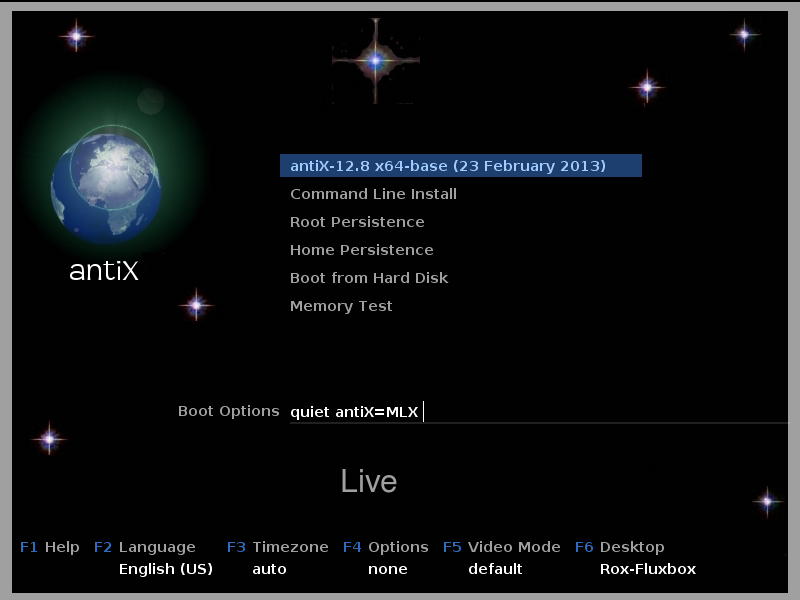 antiX-12.8 x64-base (23 February 2013)
Command Line Install
Root Persistence
Home Persistence
Boot from Hard Disk
Memory Test
antiX
Boot Options quiet antiX=MLX
Live
F1 Help F2 Language F3 Timezone F4 Options F5 Video Mode F6 Desktop
English (US) auto none default Rox-Fluxbox